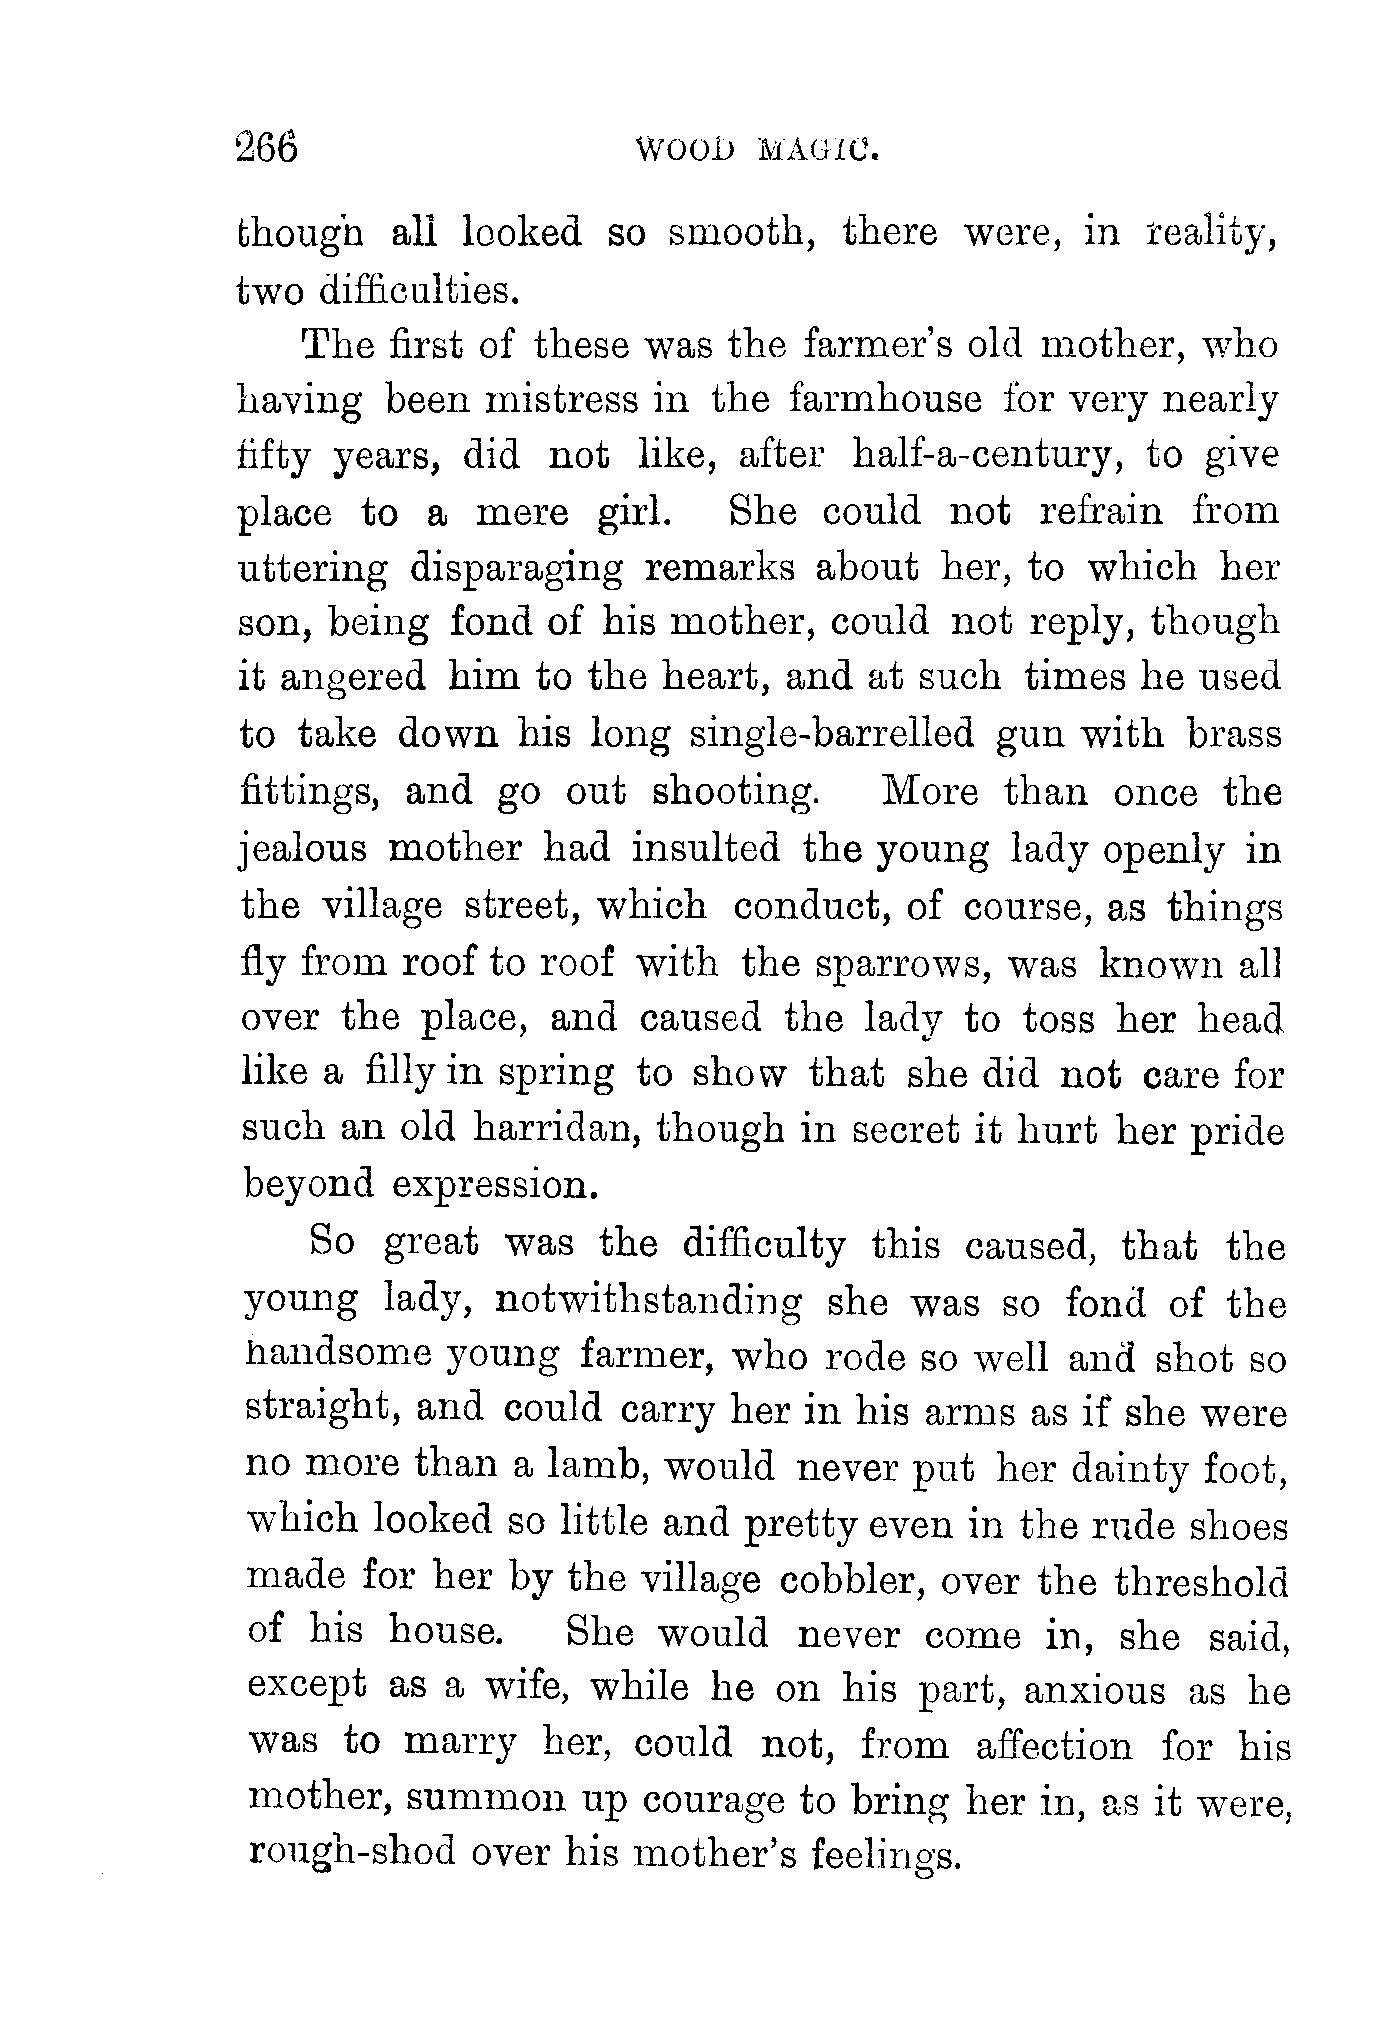 266 WOOD MAGIC.
though all looked so smooth, there were, in reality,
two difficulties.
The first of these was the farmer's old mother, who
having been mistress in the farmhouse for very nearly
fifty years, did not like, after half-a-century, to give
place to a mere girl. She could not refrain from
uttering disparaging remarks about her, to which her
son, being fond of his mother, could not reply, though
it angered him to the heart, and at such times he used
to take down his long single-barrelled gun with brass
fittings, and go out shooting. More than once the
jealous mother had insulted the young lady openly in
the village street, which conduct, of course, as things
fly from roof to roof with the sparrows, was known all
over the place, and caused the lady to toss her head
like a filly in spring to show that she did not care for
such an old harridan, though in secret it hurt her pride
beyond expression.
So great was the difficulty this caused, that the
young lady, notwithstanding she was so fond of the
handsome young farmer, who rode so well and shot so
straight, and could carry her in his arms as if she were
no more than a lamb, would never put her dainty foot,
which looked so little and pretty even in the rude shoes
made for her by the village cobbler, over the threshold
of his house. She would never come in, she said,
except as a wife, while he on his part, anxious as he
was to marry her, could not, from affection for his
mother, summon up courage to bring her in, as it were,
rough-shod over his mother's feelings.